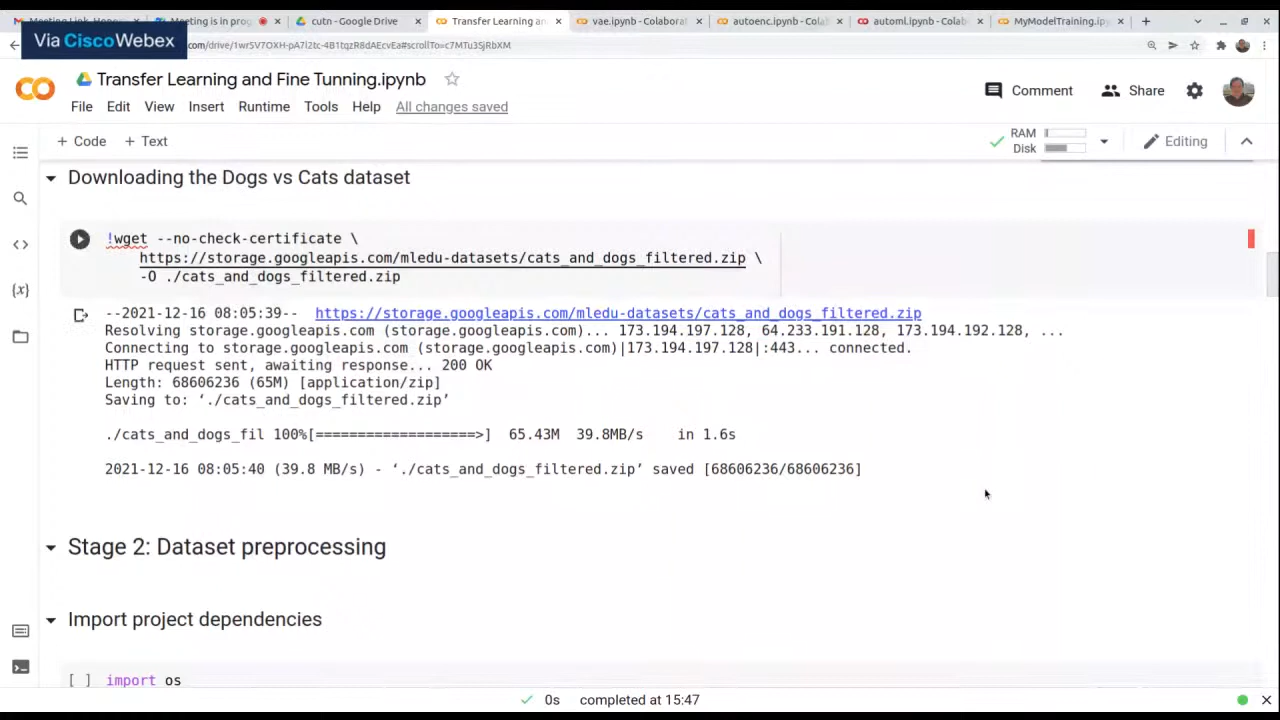 Meeting is in prog
cutn - Google Drive
Transfer Learning an
vae.ipynb - Colaborat
autoenc.ipynb - Colab
automl.ipynb - Colab
MyModelTraining.ipy
Via CiscoWebex
com/drive/1wrSV7OXH-pA7l2tc-4B1tqzR8dAEcvEa#scrollTo=c7MTu3SjRbXM
Transfer Learning and Fine Tunning.ipynb
File Edit View Insert Runtime Tools Help All changes saved
Comment Share
+ Code + Text
RAM
Disk
Editing
Downloading the Dogs vs Cats dataset
!wget --no-check-certificate \
https://storage.googleapis.com/mledu-datasets/cats_and_dogs_filtered.zip \
-O ./cats_and_dogs_filtered.zip
--2021-12-16 08:05:39-- https://storage.googleapis.com/mledu-datasets/cats_and_dogs_filtered.zip
Resolving storage.googleapis.com (storage.googleapis.com)... 173.194.197.128, 64.233.191.128, 173.194.192.128, ...
Connecting to storage.googleapis.com (storage.googleapis.com)|173.194.197.128|:443... connected.
HTTP request sent, awaiting response... 200 OK
Length: 68606236 (65M) [application/zip]
Saving to: ‘./cats_and_dogs_filtered.zip’
./cats_and_dogs_fil 100%[===================>] 65.43M 39.8MB/s in 1.6s
2021-12-16 08:05:40 (39.8 MB/s) - ‘./cats_and_dogs_filtered.zip’ saved [68606236/68606236]
Stage 2: Dataset preprocessing
Import project dependencies
[ ] import os
0s completed at 15:47